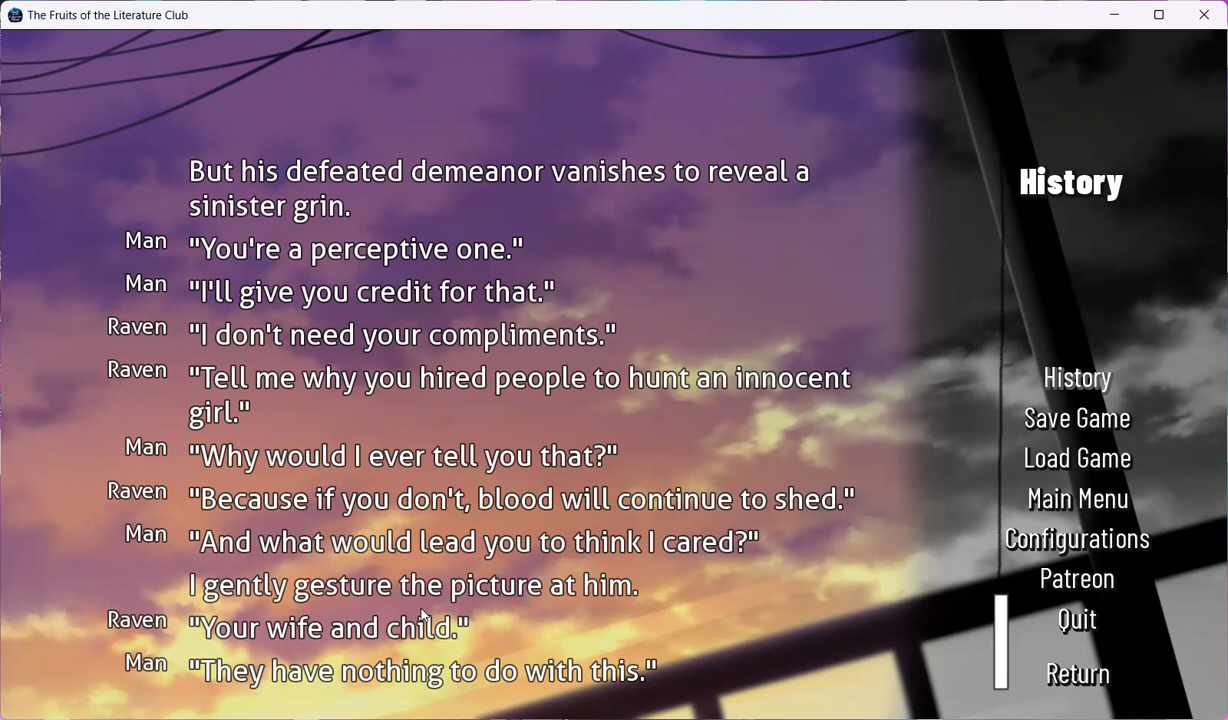 The Fruits of the Literature Club
But his defeated demeanor vanishes to reveal a
sinister grin.
Man "You're a perceptive one."
Man "I'll give you credit for that."
Raven "I don't need your compliments."
Raven "Tell me why you hired people to hunt an innocent
girl."
Man "Why would I ever tell you that?"
Raven "Because if you don't, blood will continue to shed."
Man "And what would lead you to think I cared?"
I gently gesture the picture at him.
Raven "Your wife and child."
Man "They have nothing to do with this."
History
History
Save Game
Load Game
Main Menu
Configurations
Patreon
Quit
Return